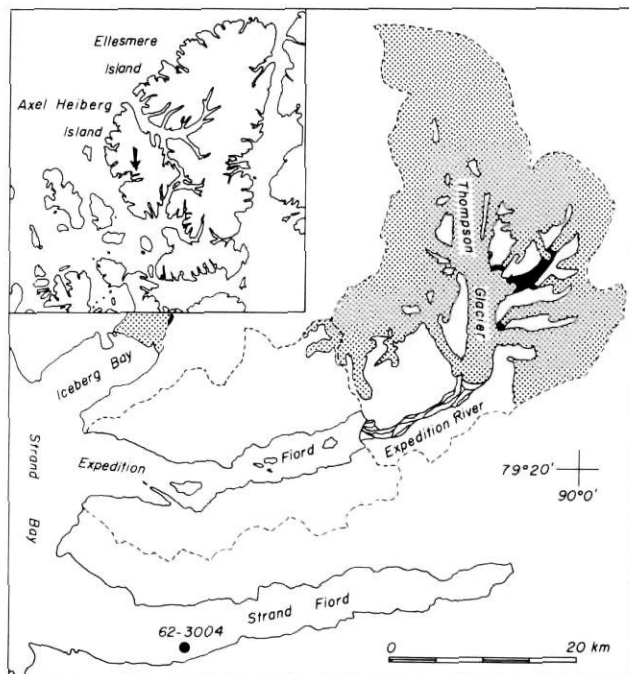 Ellesmere
Island
Axel Heiberg
Island
Thompson
Glacier
Iceberg Bay
Expedition River
Strand
Bay
Expedition
Fiord
79°20'
90°0'
Strand Fiord
62-3004
0 20 km